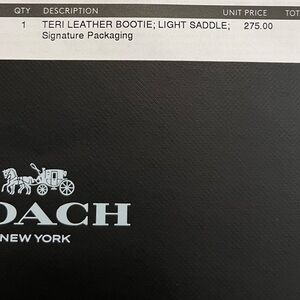 QTY DESCRIPTION UNIT PRICE TOT
1 TERI LEATHER BOOTIE; LIGHT SADDLE; 275.00
Signature Packaging
OACH
NEW YORK